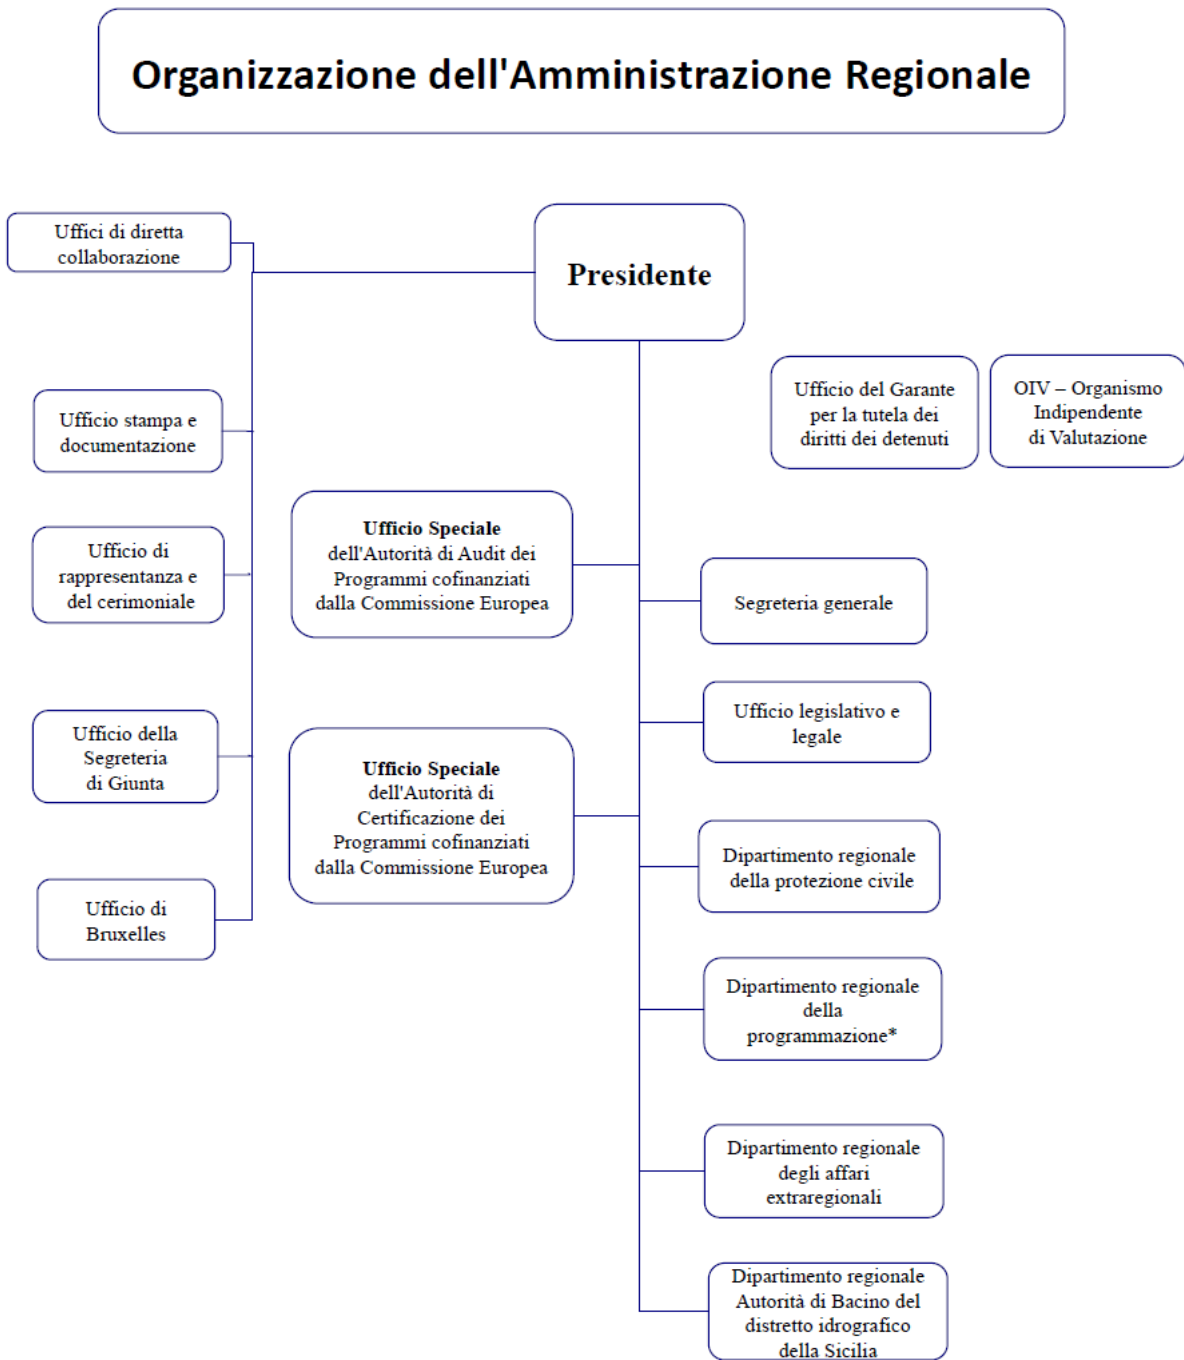 Organizzazione dell'Amministrazione Regionale
Uffici di diretta
collaborazione
Presidente
Ufficio del Garante
per la tutela dei
diritti dei detenuti
OIV – Organismo
Indipendente
di Valutazione
Ufficio stampa e
documentazione
Ufficio Speciale
dell'Autorità di Audit dei
Programmi cofinanziati
dalla Commissione Europea
Ufficio di
rappresentanza e
del cerimoniale
Segreteria generale
Ufficio legislativo e
legale
Ufficio della
Segreteria
di Giunta
Ufficio Speciale
dell'Autorità di
Certificazione dei
Programmi cofinanziati
dalla Commissione Europea
Dipartimento regionale
della protezione civile
Ufficio di
Bruxelles
Dipartimento regionale
della
programmazione*
Dipartimento regionale
degli affari
extraregionali
Dipartimento regionale
Autorità di Bacino del
distretto idrografico
della Sicilia